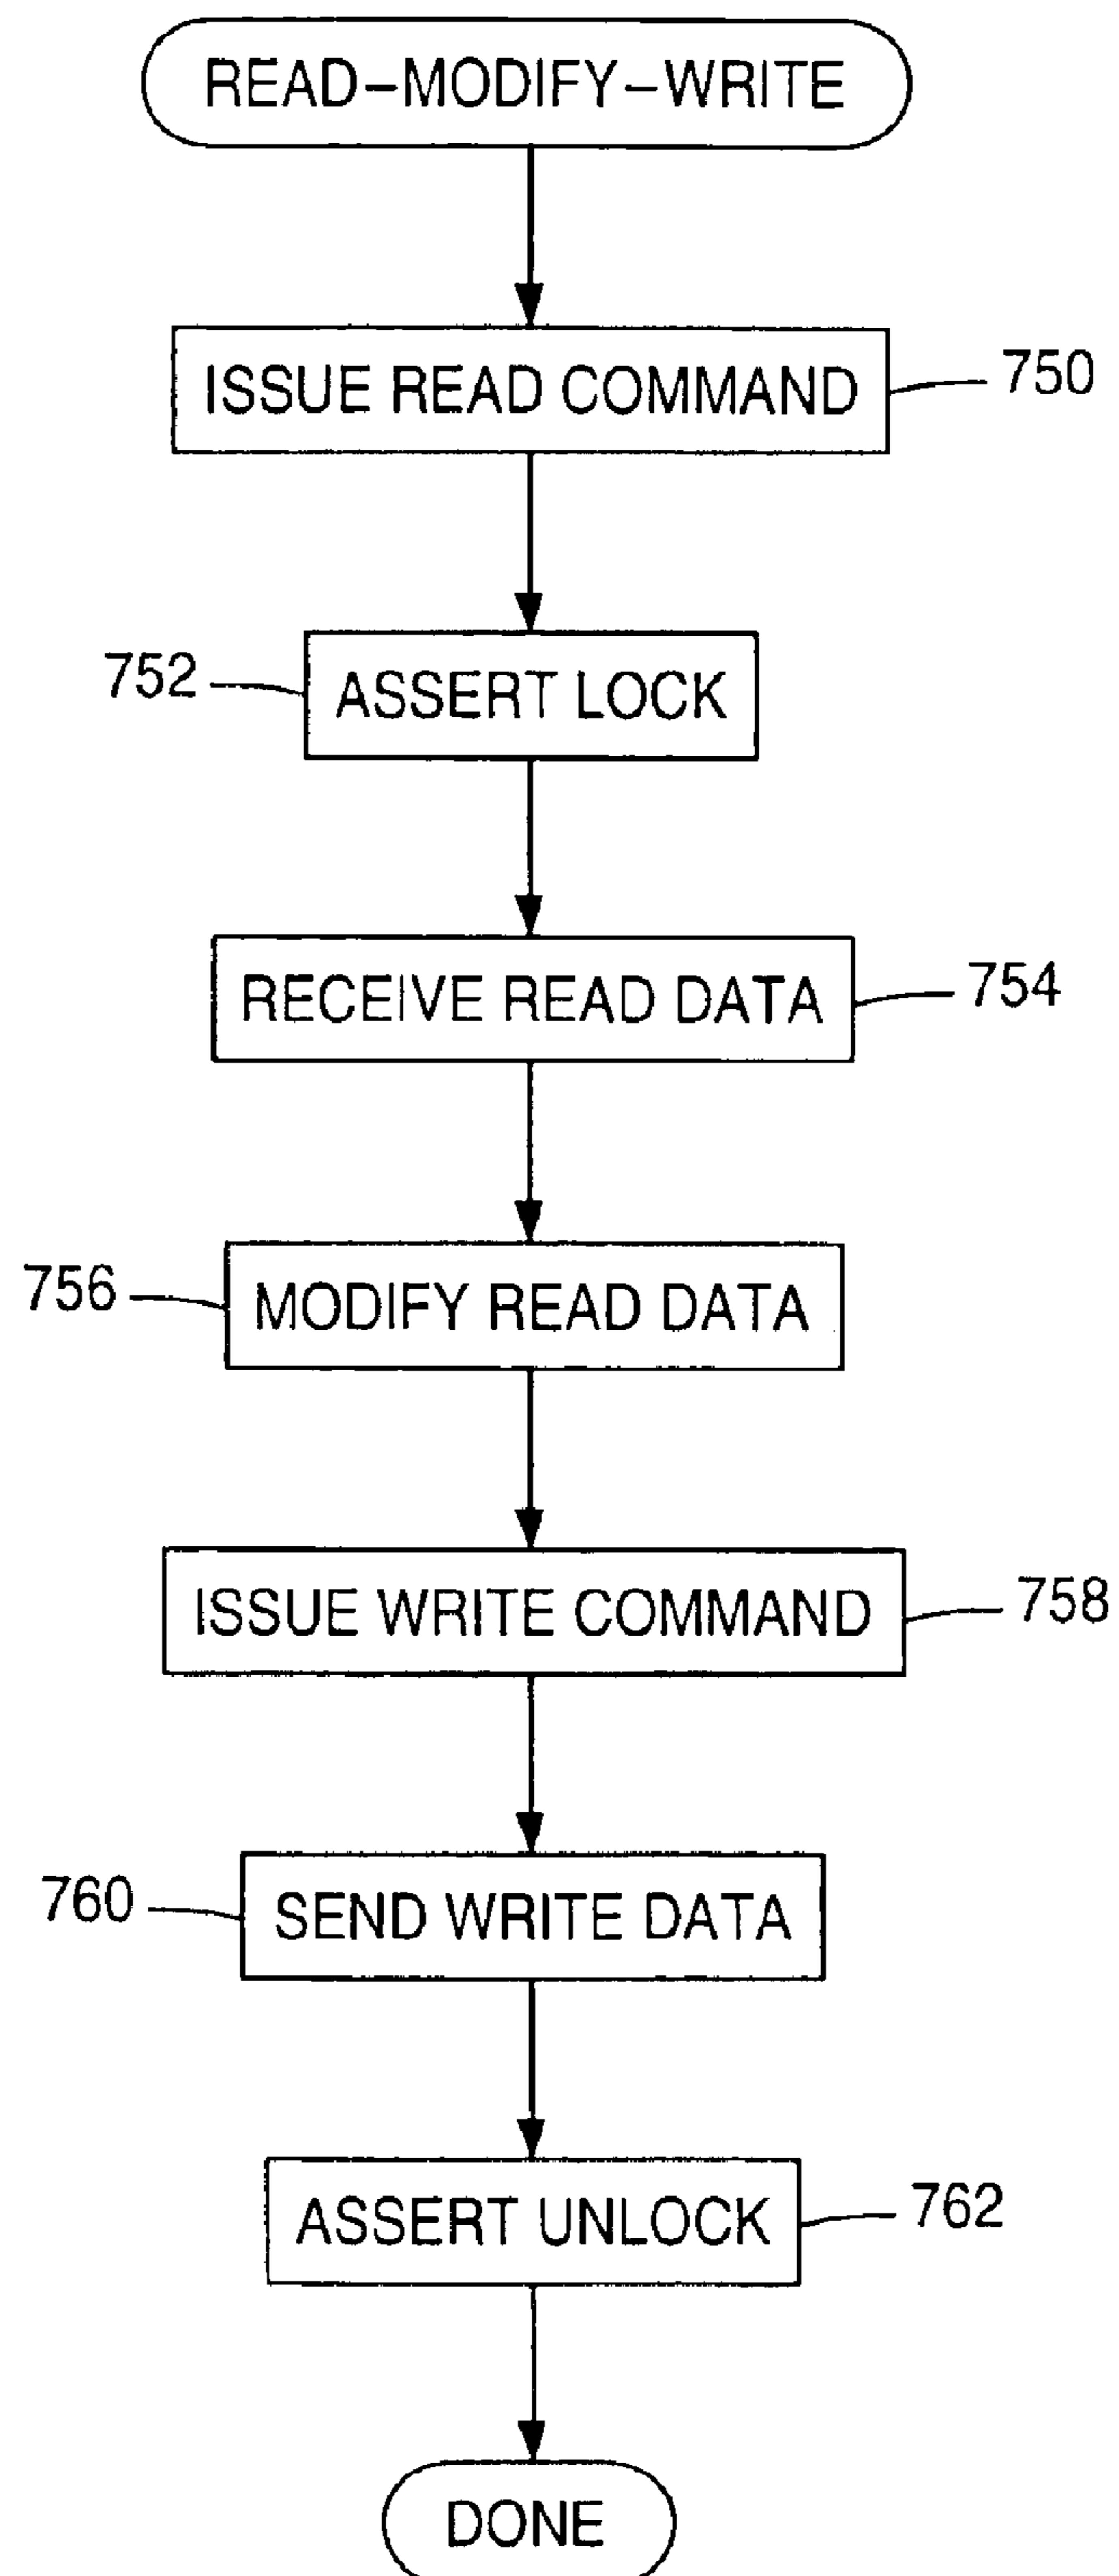 READ-MODIFY-WRITE
ISSUE READ COMMAND
750
752
ASSERT LOCK
RECEIVE READ DATA
754
756
MODIFY READ DATA
ISSUE WRITE COMMAND
758
760
SEND WRITE DATA
ASSERT UNLOCK
762
DONE